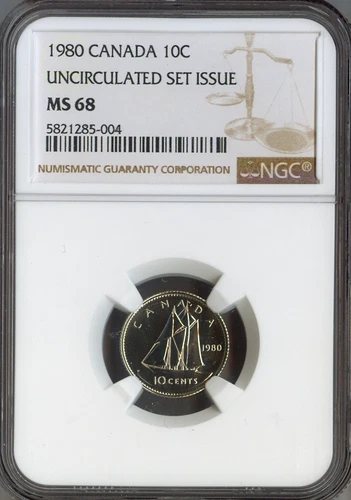 1980 CANADA 10C
UNCIRCULATED SET ISSUE
MS 68
5821285-004
NUMISMATIC GUARANTY CORPORATION
NGC®
CANADA
1980
10 CENTS